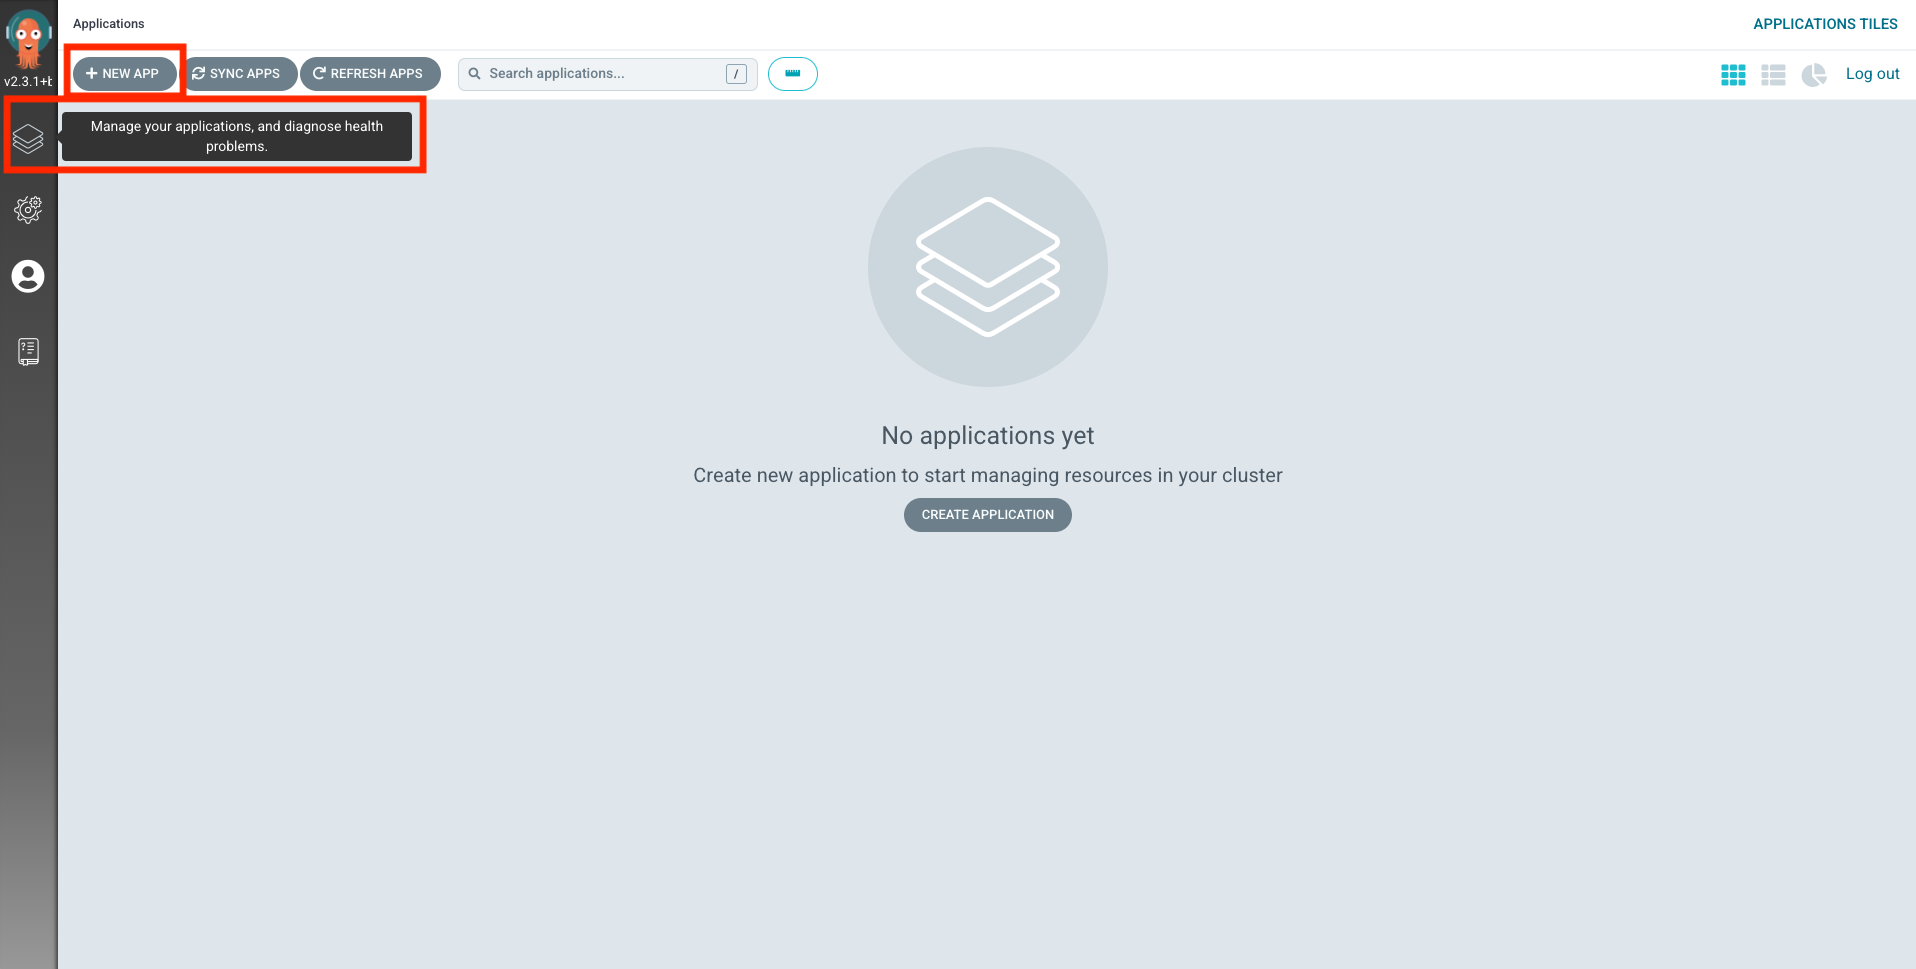 Applications
APPLICATIONS TILES
NEW APP
SYNC APPS
REFRESH APPS
Search applications...
/
Log out
v2.3.1+
Manage your applications, and diagnose health
problems.
No applications yet
Create new application to start managing resources in your cluster
CREATE APPLICATION